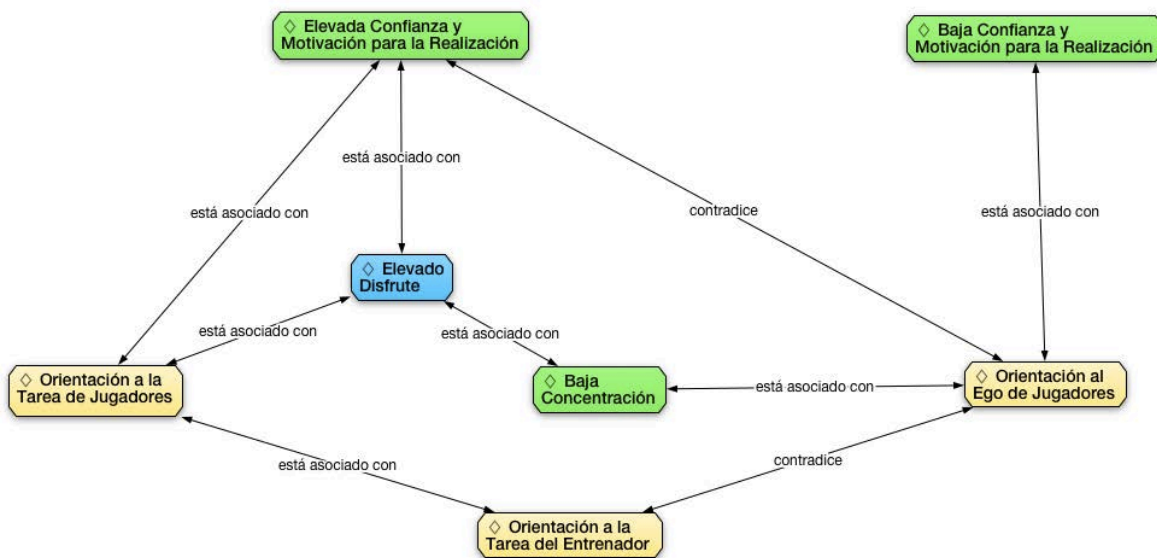 ◇ Elevada Confianza y
Motivación para la Realización
◇ Baja Confianza y
Motivación para la Realización
está asociado con
está asociado con
contradice
está asociado con
◇ Elevado
Disfrute
está asociado con
está asociado con
◇ Orientación a la
Tarea de Jugadores
◇ Baja
Concentración
está asociado con
◇ Orientación al
Ego de Jugadores
está asociado con
contradice
◇ Orientación a la
Tarea del Entrenador